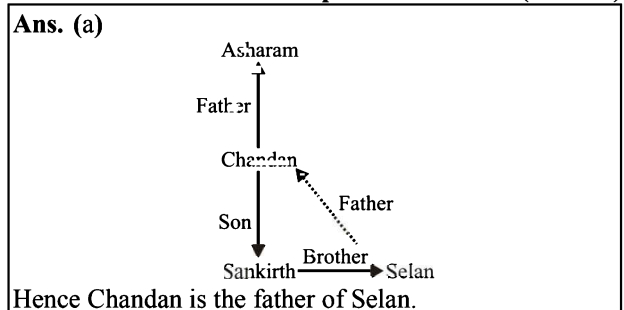 Ans. (a)
Asharam
Father
Chandan
Father
Son
Brother
Sankirth Selan
Hence Chandan is the father of Selan.